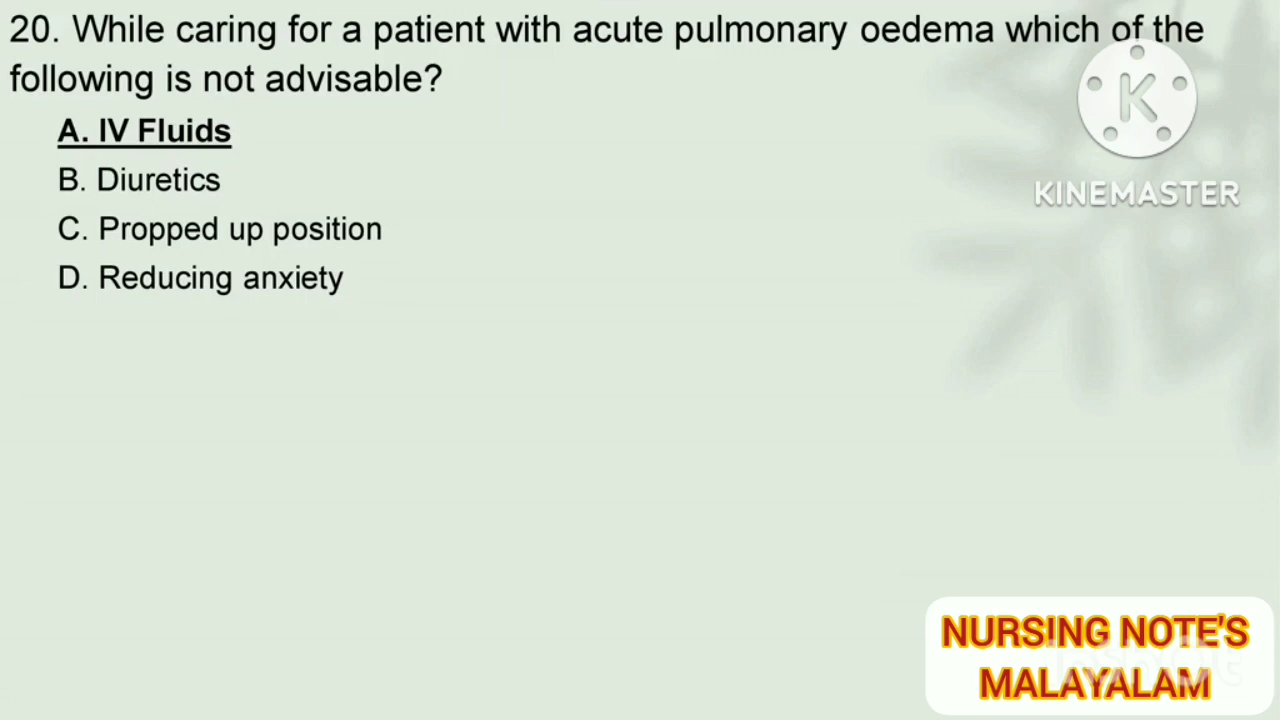 20. While caring for a patient with acute pulmonary oedema which of the
following is not advisable?
A. IV Fluids
B. Diuretics
C. Propped up position
D. Reducing anxiety
K
KINEMASTER
NURSING NOTE'S
MALAYALAM